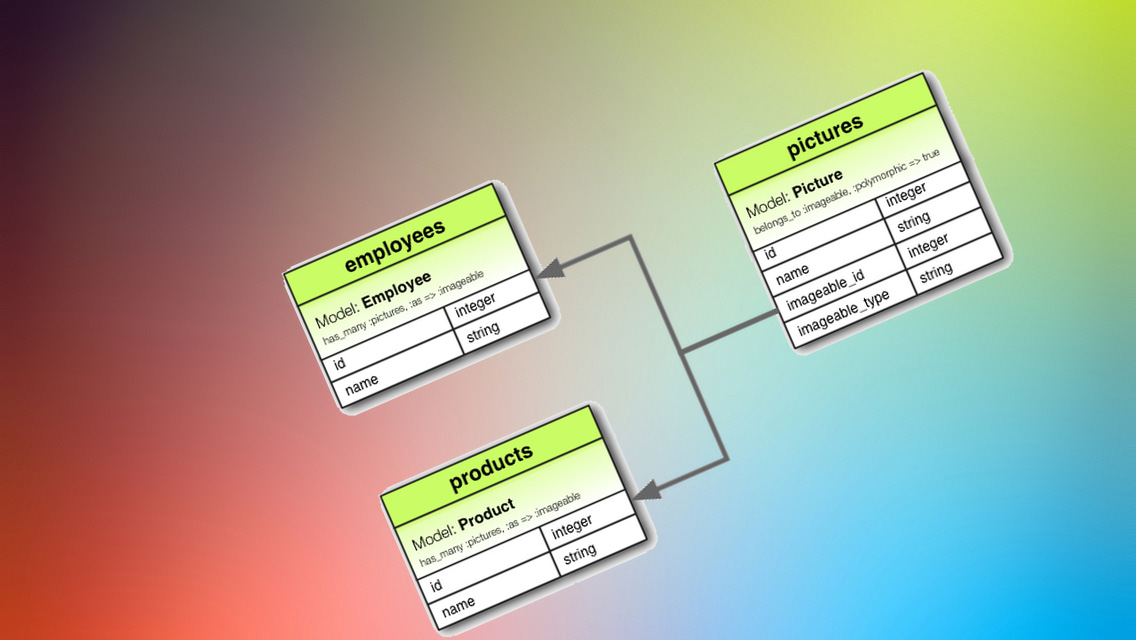 employees
Model: Employee
has_many :pictures, :as => :imageable
id integer
name string
products
Model: Product
has_many :pictures, :as => :imageable
id integer
name string
pictures
Model: Picture
belongs_to :imageable, :polymorphic => true
id integer
name string
imageable_id integer
imageable_type string